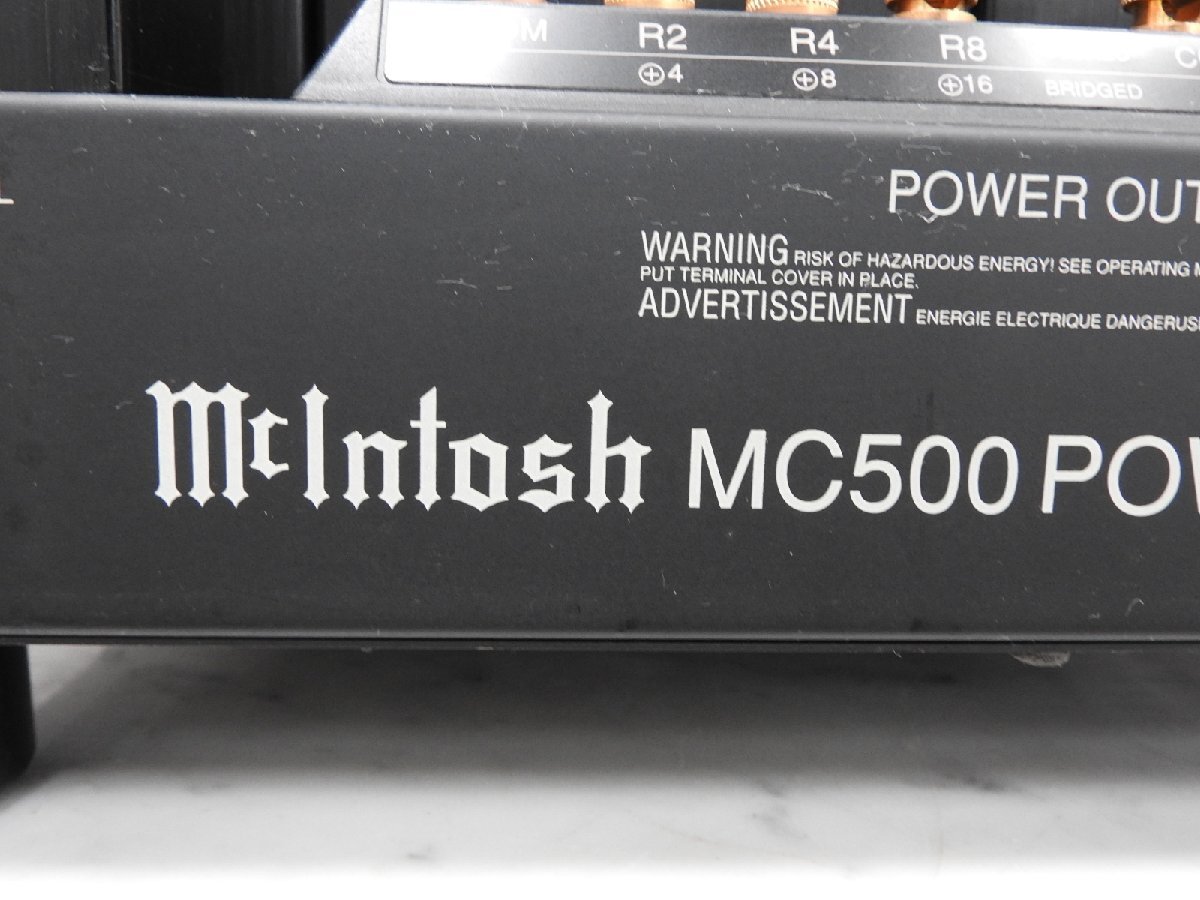 R2 R4 R8
⊕4 ⊕8 ⊕16 BRIDGED
POWER OUT
WARNING RISK OF HAZARDOUS ENERGY! SEE OPERATING M
PUT TERMINAL COVER IN PLACE.
ADVERTISSEMENT ENERGIE ELECTRIQUE DANGERUSE
McIntosh MC500 POW